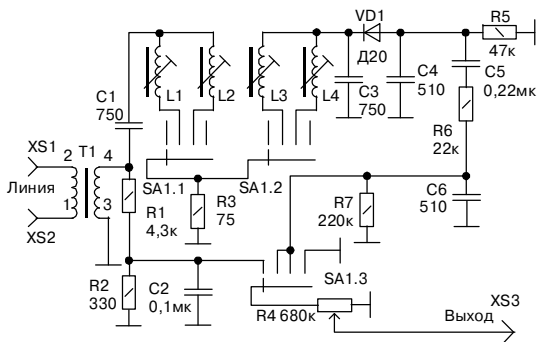 VD1
R5
47к
Д20
C4
510
C5
0,22мк
C1
750
L1
L2
L3
L4
C3
750
R6
22к
XS1
2
T1
4
Линия
1
3
XS2
SA1.1
SA1.2
R1
4,3к
R3
75
R7
220к
C6
510
R2
330
C2
0,1мк
SA1.3
R4 680к
XS3
Выход